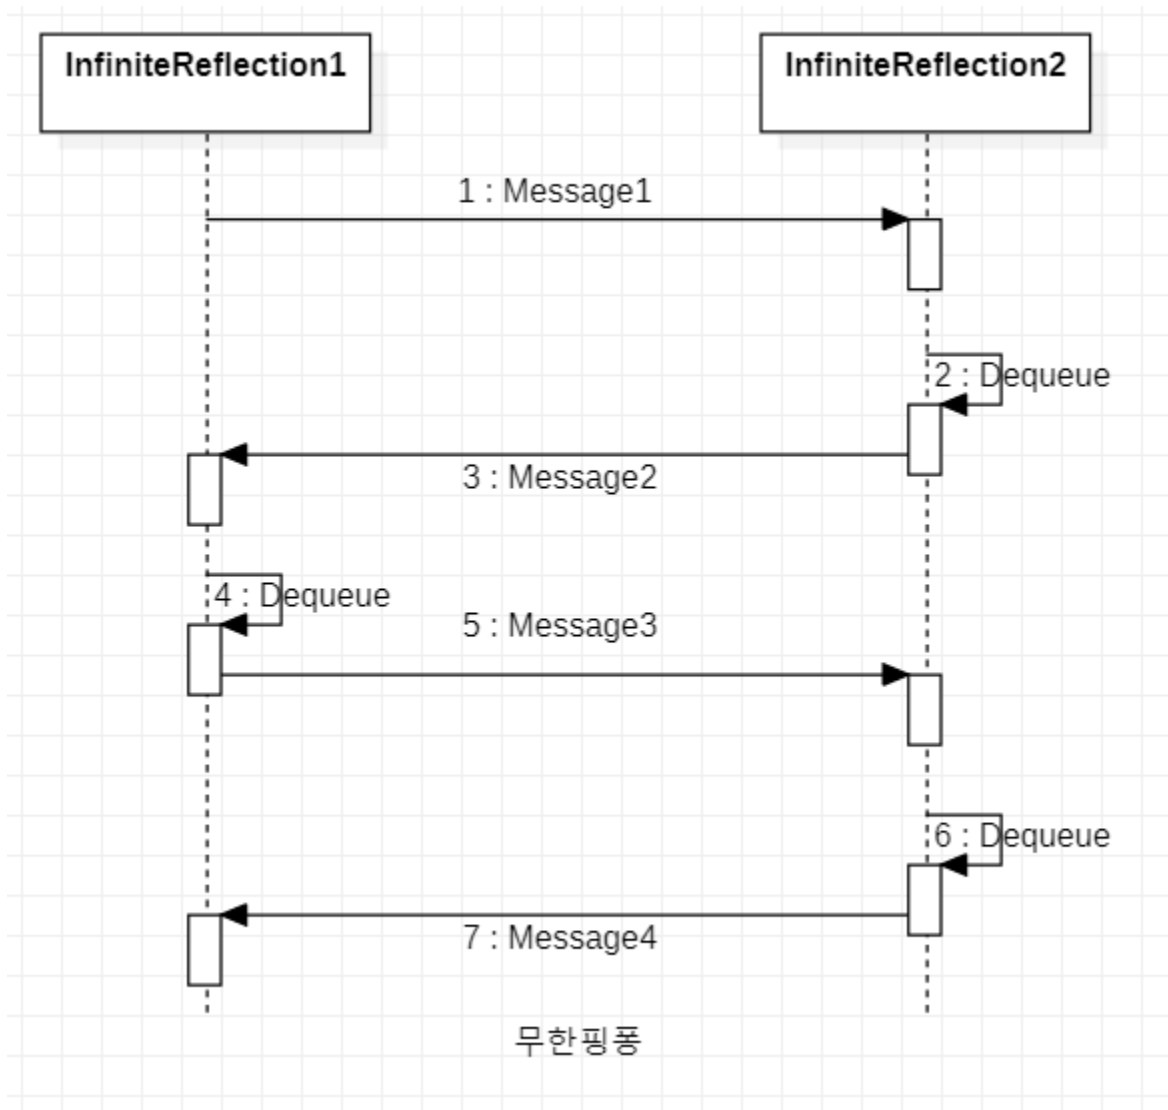 InfiniteReflection1
InfiniteReflection2
1 : Message1
2 : Dequeue
3 : Message2
4 : Dequeue
5 : Message3
6 : Dequeue
7 : Message4
무한핑퐁